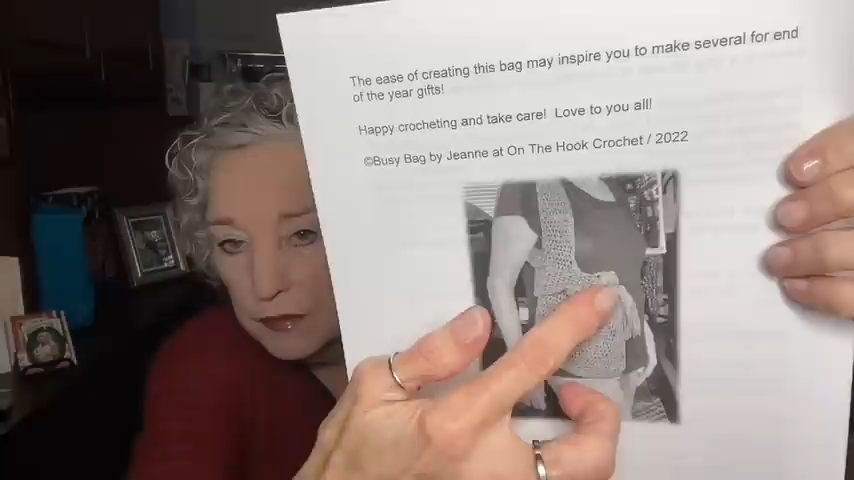 The ease of creating this bag may inspire you to make several for end
of the year gifts!
Happy crocheting and take care! Love to you all!
©Busy Bag by Jeanne at On The Hook Crochet / 2022